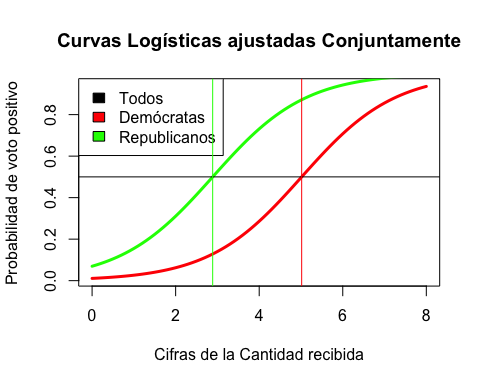 Curvas Logísticas ajustadas Conjuntamente
Probabilidad de voto positivo
0.8
0.6
0.4
0.2
0.0
Todos
Demócratas
Republicanos
0 2 4 6 8
Cifras de la Cantidad recibida